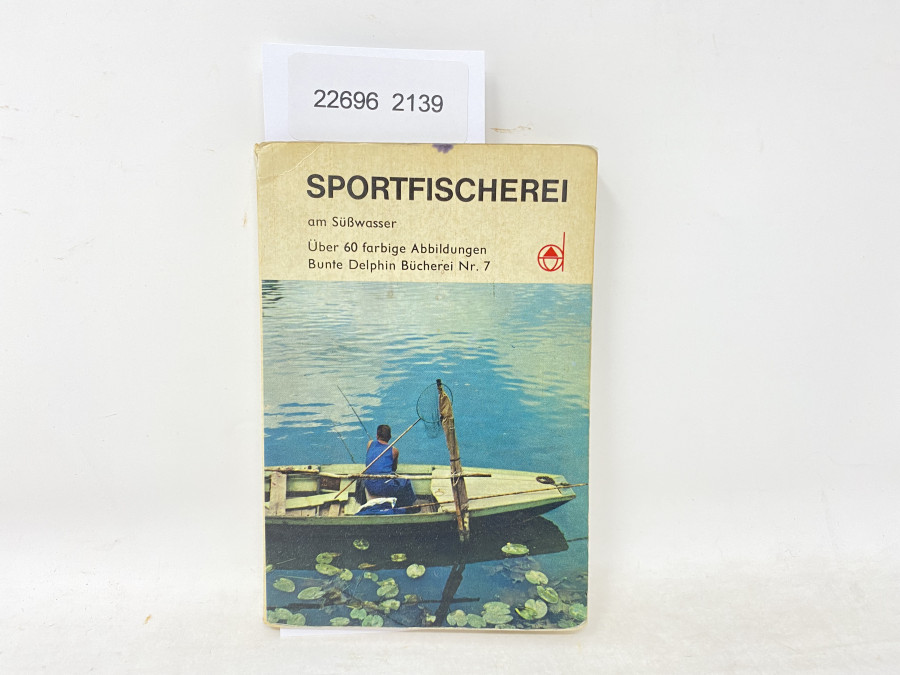 22696 2139
SPORTFISCHEREI
am Süßwasser
Über 60 farbige Abbildungen
Bunte Delphin Bücherei Nr. 7